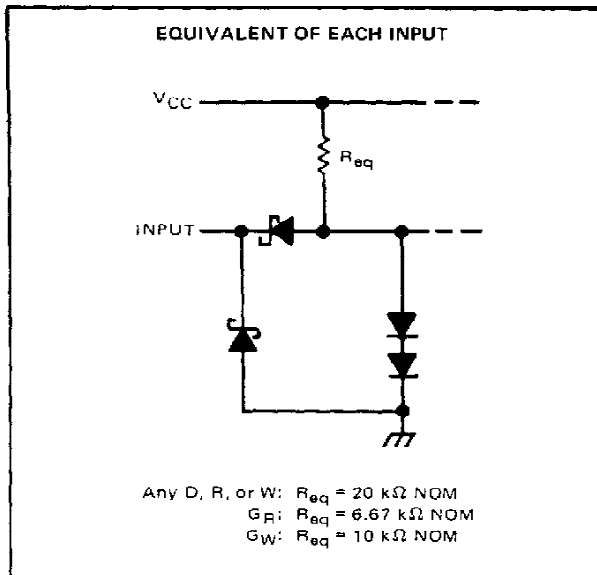 EQUIVALENT OF EACH INPUT
VCC
Req
INPUT
Any D, R, or W: Req = 20 kΩ NOM
GR: Req = 6.67 kΩ NOM
GW: Req = 10 kΩ NOM